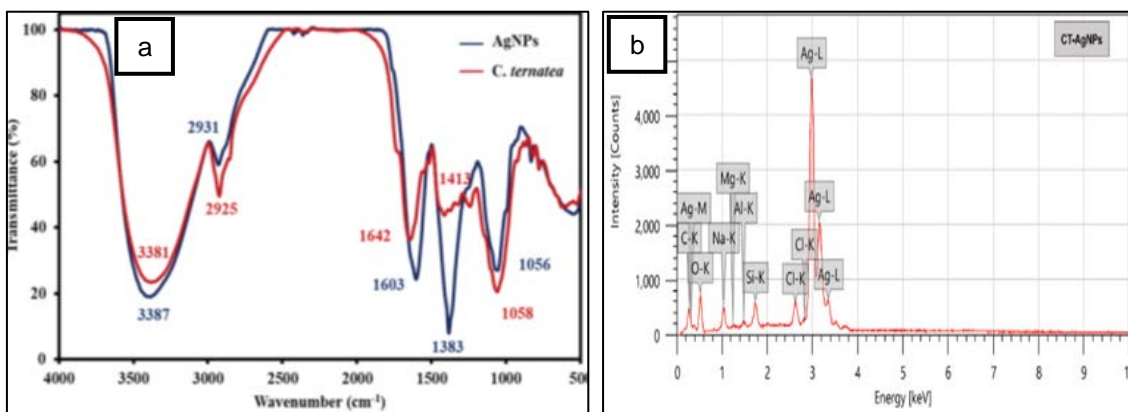 a
AgNPs
C. ternatea
100
80
60
40
20
0
Transmittance (%)
2931
2925
3381
3387
1642
1603
1413
1383
1056
1058
4000 3500 3000 2500 2000 1500 1000 500
Wavenumber (cm⁻¹)
b
CT-AgNPs
Intensity [Counts]
4,000
3,000
2,000
1,000
0
Ag-L
Mg-K
Ag-M
Al-K
Ag-L
C-K
Na-K
Cl-K
O-K
Si-K
Cl-K
Ag-L
0 1 2 3 4 5 6 7 8 9 10
Energy [keV]